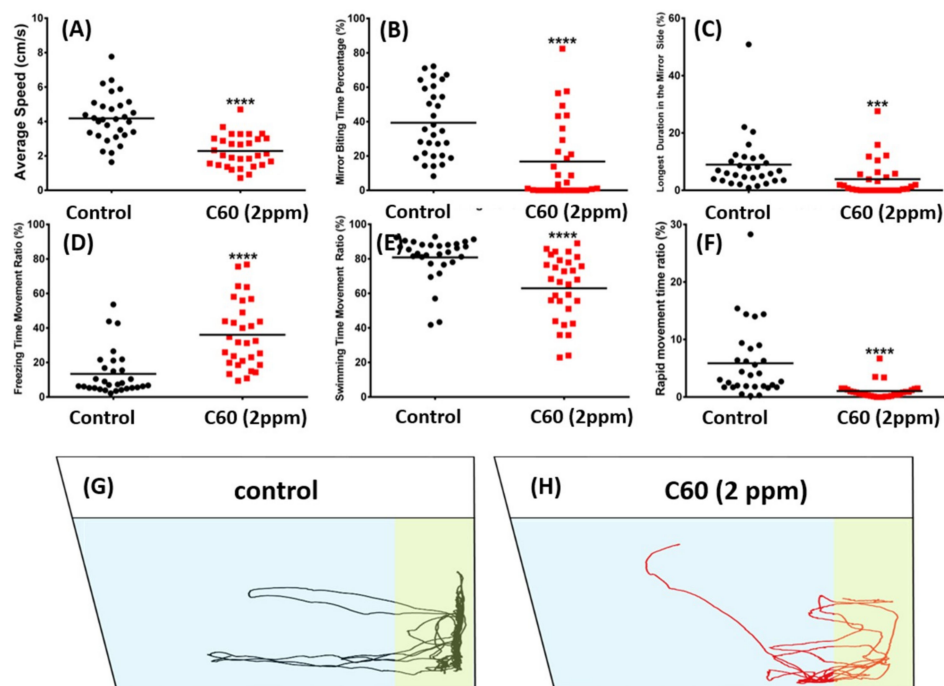 (A)
Average Speed (cm/s)
10
8
6
4
2
0
****
Control
C60 (2ppm)
(B)
Mirror Biting Time Percentage (%)
100
80
60
40
20
0
****
Control
C60 (2ppm)
(C)
Longest Duration in the Mirror Side (%)
60
40
20
0
***
Control
C60 (2ppm)
(D)
Freezing Time Movement Ratio (%)
100
80
60
40
20
0
****
Control
C60 (2ppm)
(E)
Swimming Time Movement Ratio (%)
100
80
60
40
20
0
****
Control
C60 (2ppm)
(F)
Rapid movement time ratio (%)
30
20
10
0
****
Control
C60 (2ppm)
(G)
control
(H)
C60 (2 ppm)